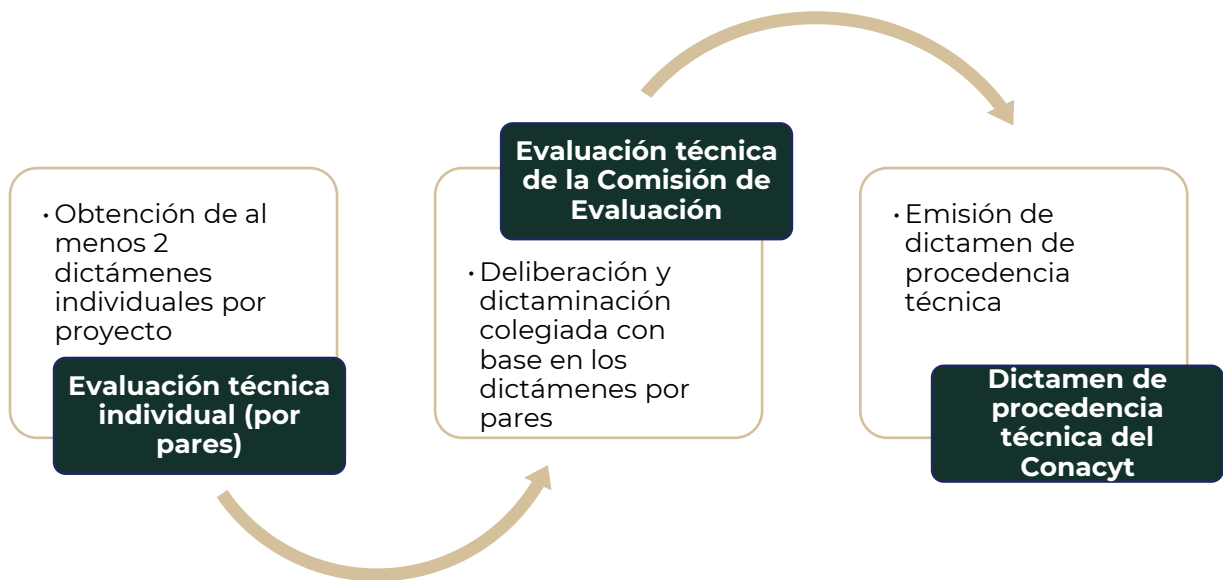 · Obtención de al
menos 2
dictámenes
individuales por
proyecto
Evaluación técnica
individual (por
pares)
Evaluación técnica
de la Comisión de
Evaluación
· Deliberación y
dictaminación
colegiada con
base en los
dictámenes por
pares
· Emisión de
dictamen de
procedencia
técnica
Dictamen de
procedencia
técnica del
Conacyt